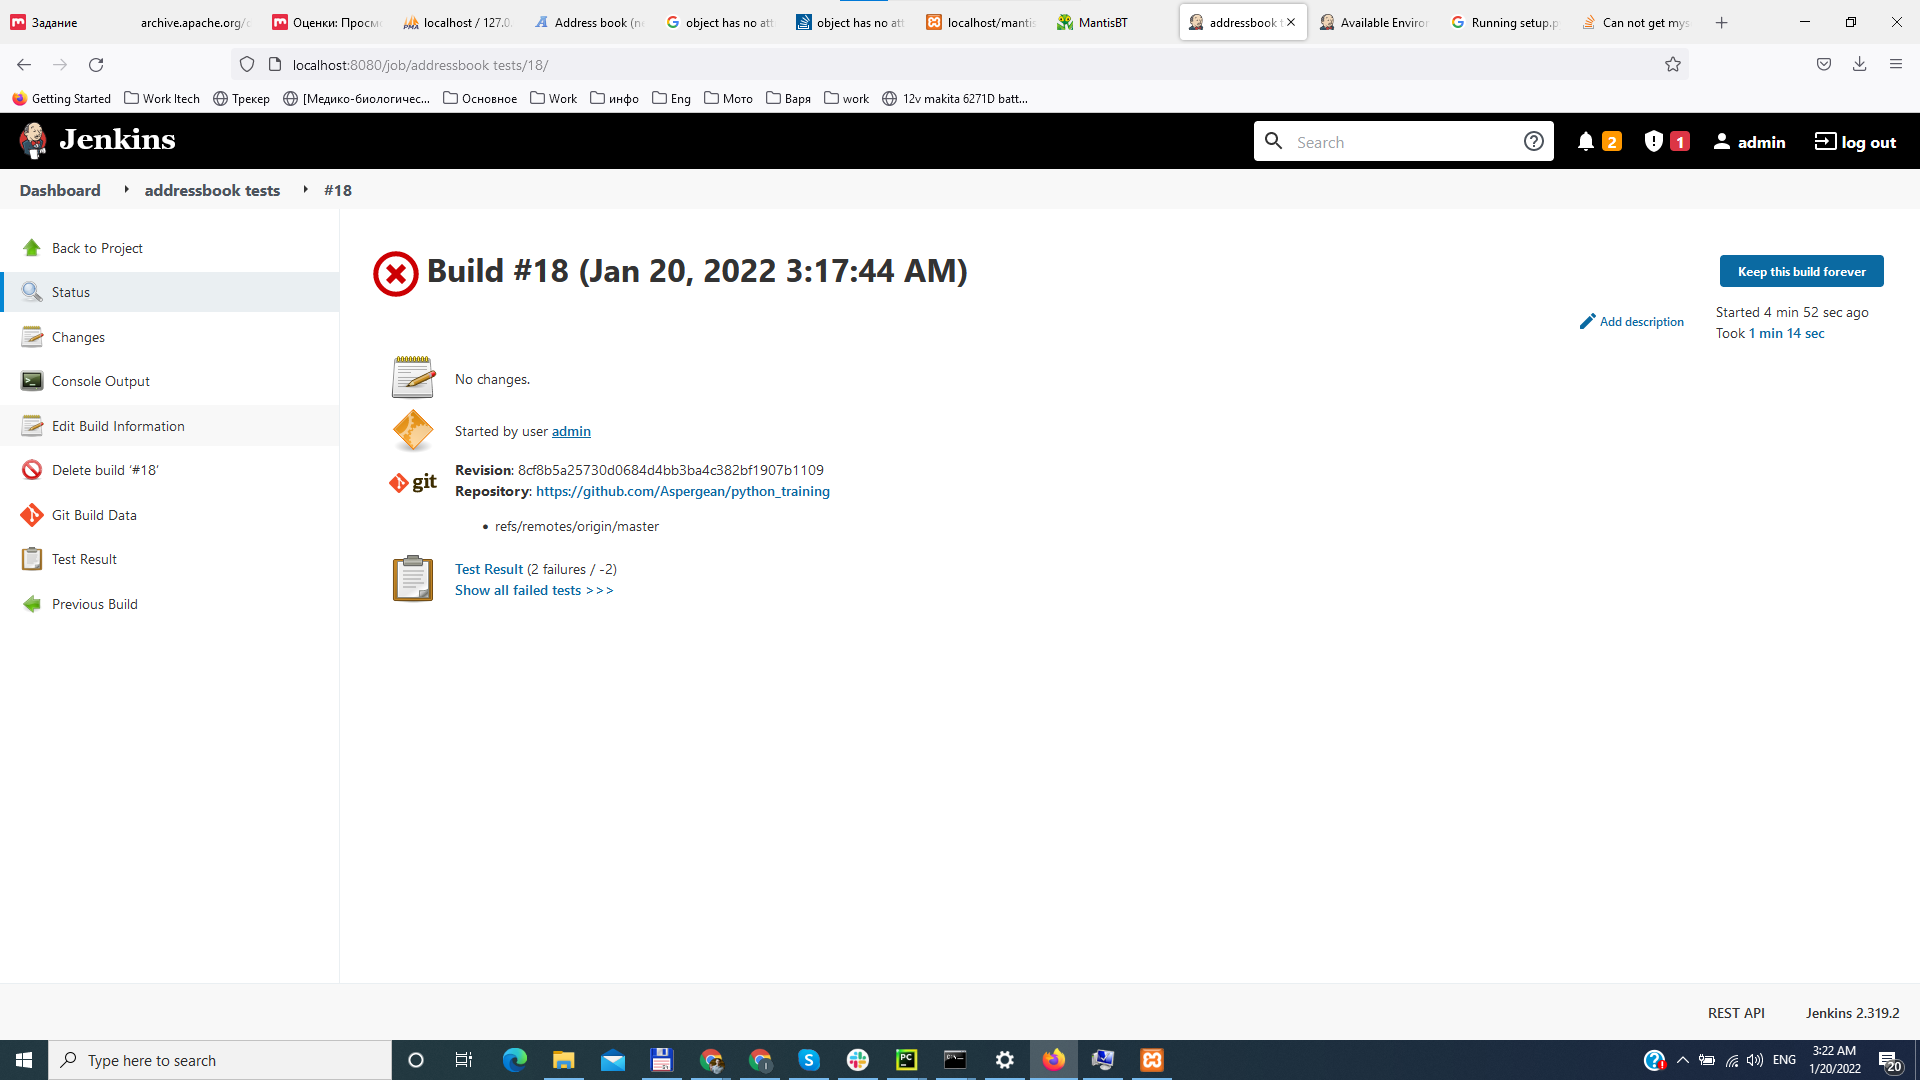 Задание
archive.apache.org/
Оценки: Просм
localhost / 127.0.
Address book (n
object has no att
object has no att
localhost/mantis
MantisBT
addressbook t
Available Enviro
Running setup.p
Can not get mys
localhost:8080/job/addressbook tests/18/
Getting Started
Work Itech
Трекер
[Медико-биологичес...
Основное
Work
инфо
Eng
Мото
Варя
work
12v makita 6271D batt...
Jenkins
Search
2
1
admin
log out
Dashboard
addressbook tests
#18
Back to Project
Status
Changes
Console Output
Edit Build Information
Delete build ‘#18’
Git Build Data
Test Result
Previous Build
Build #18 (Jan 20, 2022 3:17:44 AM)
Keep this build forever
Add description
Started 4 min 52 sec ago
Took 1 min 14 sec
No changes.
Started by user admin
git
Revision: 8cf8b5a25730d0684d4bb3ba4c382bf1907b1109
Repository: https://github.com/Aspergean/python_training
• refs/remotes/origin/master
Test Result (2 failures / -2)
Show all failed tests >>>
REST API
Jenkins 2.319.2
Type here to search
ENG
3:22 AM
1/20/2022
20